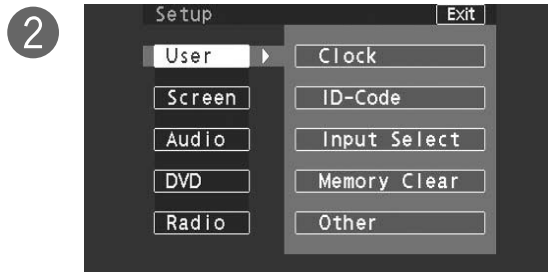 2
Setup Exit
User Clock
Screen ID-Code
Audio Input Select
DVD Memory Clear
Radio Other